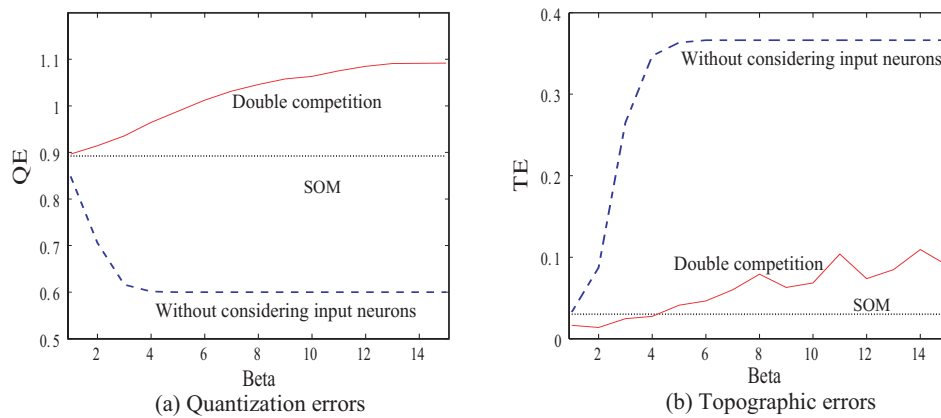 1.1
1
0.9
0.8
0.7
0.6
0.5
QE
Double competition
SOM
Without considering input neurons
2 4 6 8 10 12 14
Beta
(a) Quantization errors
0.4
0.3
0.2
0.1
0
TE
Without considering input neurons
Double competition
SOM
2 4 6 8 10 12 14
Beta
(b) Topographic errors